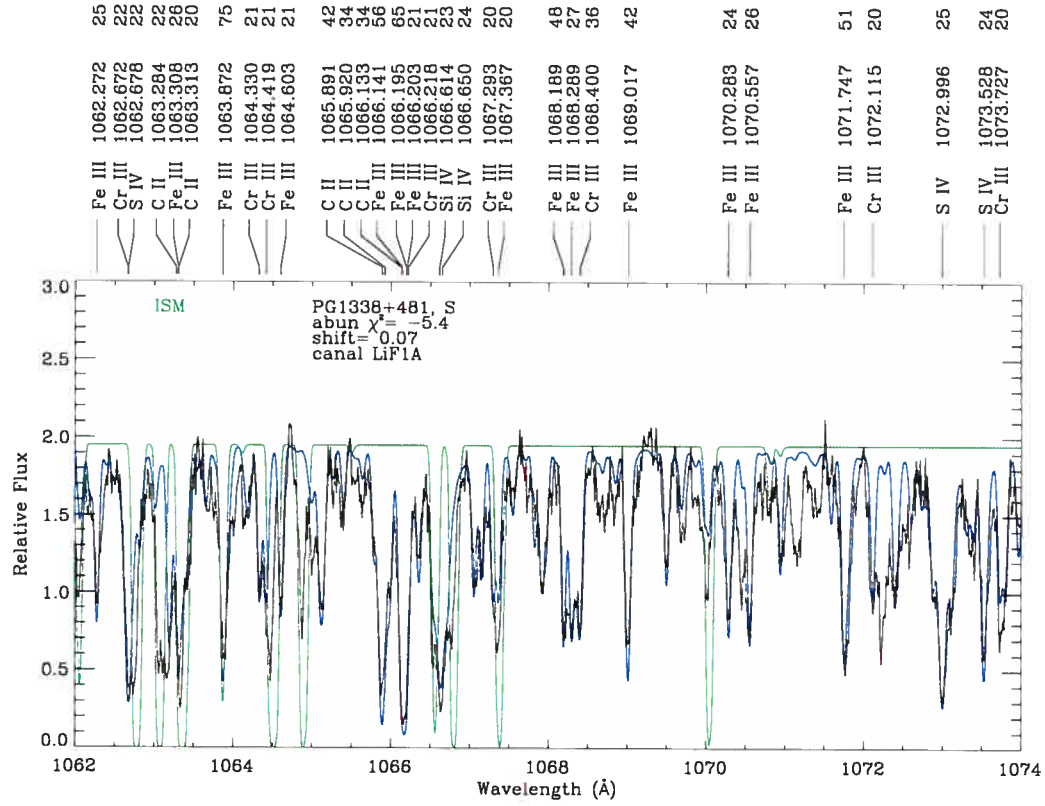 Fe III 1062.272 25
Cr III 1062.672 22
S IV 1062.678 22
C II 1063.284 22
Fe III 1063.308 26
C II 1063.313 20
Fe III 1063.872 75
Cr III 1064.330 21
Cr III 1064.419 21
Fe III 1064.603 21
C II 1065.891 42
C II 1065.920 34
C II 1066.133 34
Fe III 1066.141 56
Fe III 1066.195 65
Fe III 1066.203 21
Cr III 1066.218 21
Si IV 1066.614 23
Si IV 1066.650 24
Cr III 1067.293 20
Fe III 1067.367 20
Fe III 1068.189 48
Fe III 1068.289 27
Cr III 1068.400 36
Fe III 1069.017 42
Fe III 1070.283 24
Fe III 1070.557 26
Fe III 1071.747 51
Cr III 1072.115 20
S IV 1072.996 25
S IV 1073.528 24
Cr III 1073.727 20
ISM
PG1338+481, S
abun χ²= −5.4
shift= 0.07
canal LiF1A
3.0
2.5
2.0
1.5
1.0
0.5
0.0
Relative Flux
1062 1064 1066 1068 1070 1072 1074
Wavelength (Å)